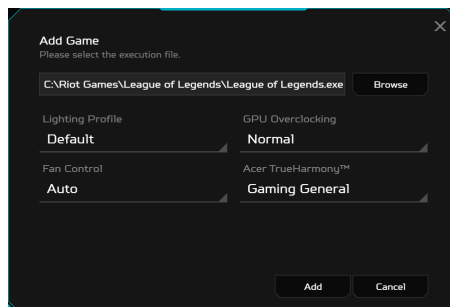 Add Game
Please select the execution file.
C:\Riot Games\League of Legends\League of Legends.exe Browse
Lighting Profile GPU Overclocking
Default Normal
Fan Control Acer TrueHarmony™
Auto Gaming General
Add Cancel